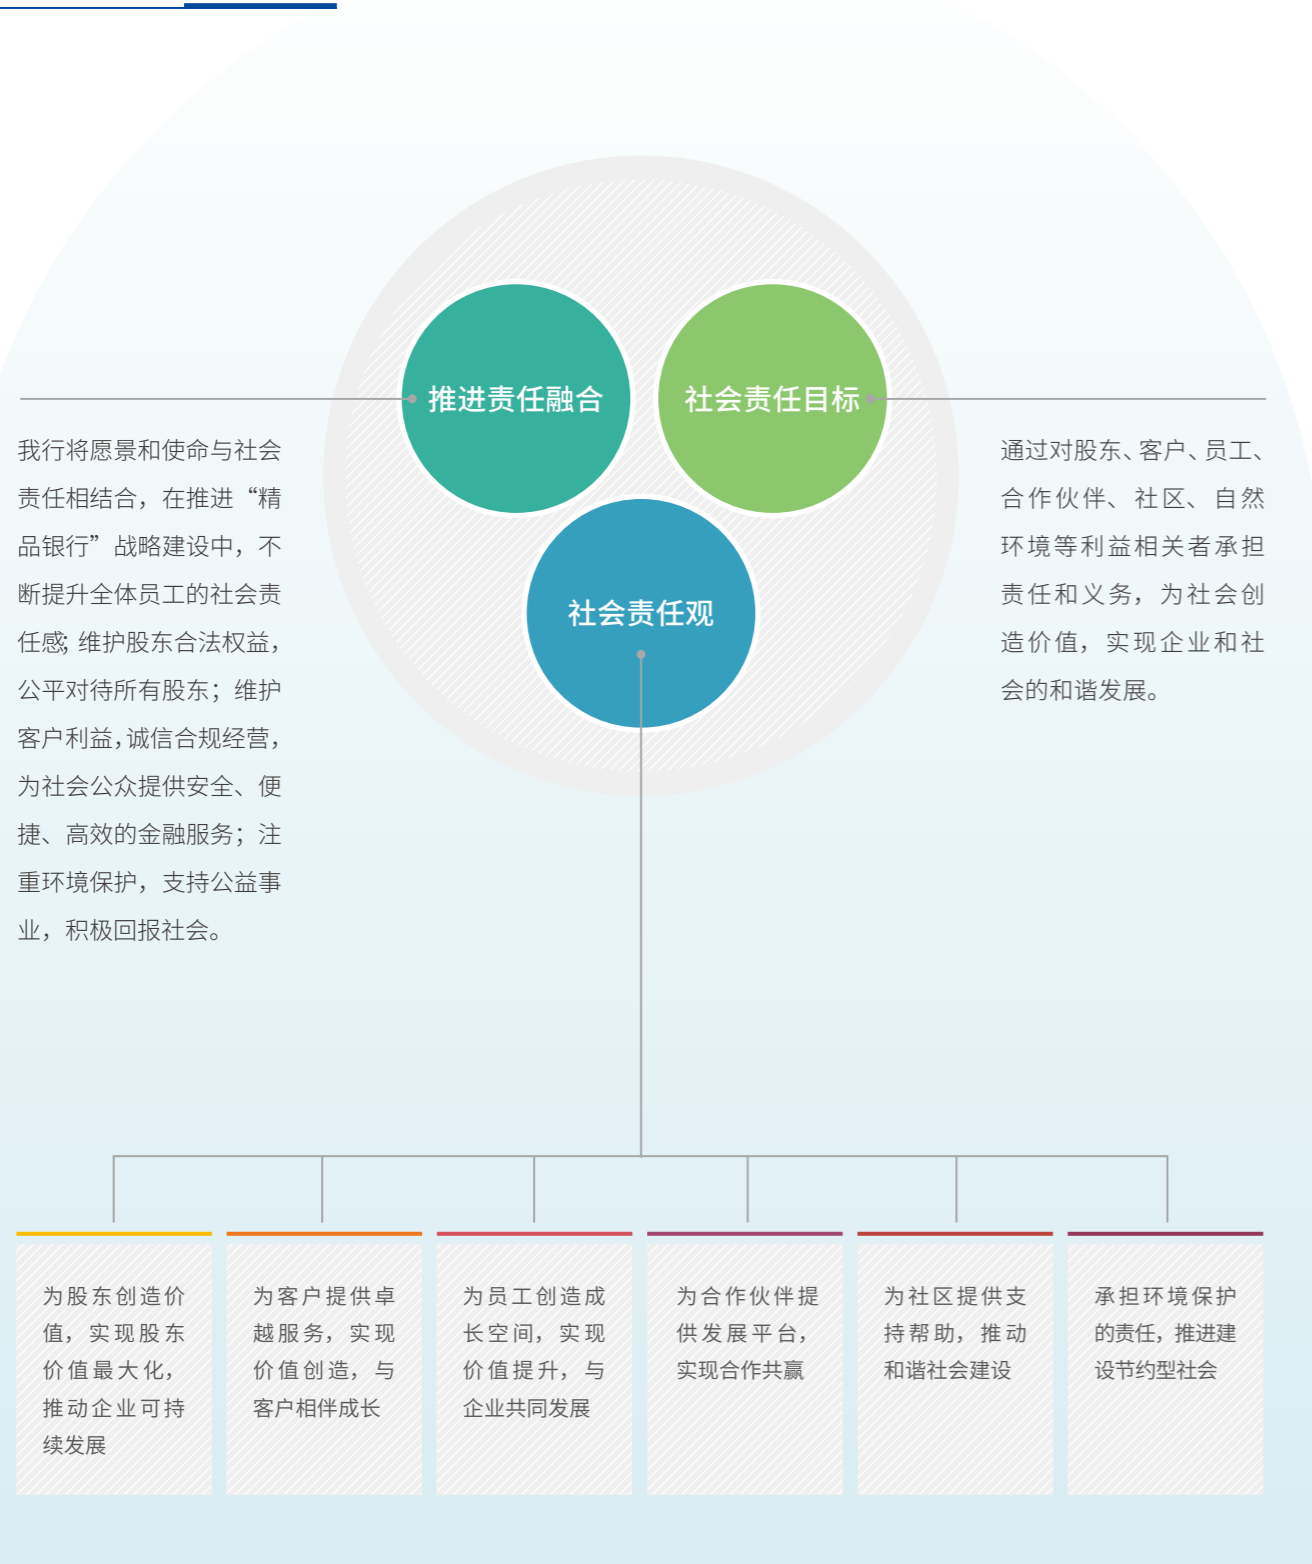 推进责任融合
社会责任目标
社会责任观
我行将愿景和使命与社会
责任相结合，在推进“精
品银行”战略建设中，不
断提升全体员工的社会责
任感；维护股东合法权益，
公平对待所有股东；维护
客户利益，诚信合规经营，
为社会公众提供安全、便
捷、高效的金融服务；注
重环境保护，支持公益事
业，积极回报社会。
通过对股东、客户、员工、
合作伙伴、社区、自然
环境等利益相关者承担
责任和义务，为社会创
造价值，实现企业和社
会的和谐发展。
为股东创造价
值，实现股东
价值最大化，
推动企业可持
续发展
为客户提供卓
越服务，实现
价值创造，与
客户相伴成长
为员工创造成
长空间，实现
价值提升，与
企业共同发展
为合作伙伴提
供发展平台，
实现合作共赢
为社区提供支
持帮助，推动
和谐社会建设
承担环境保护
的责任，推进建
设节约型社会